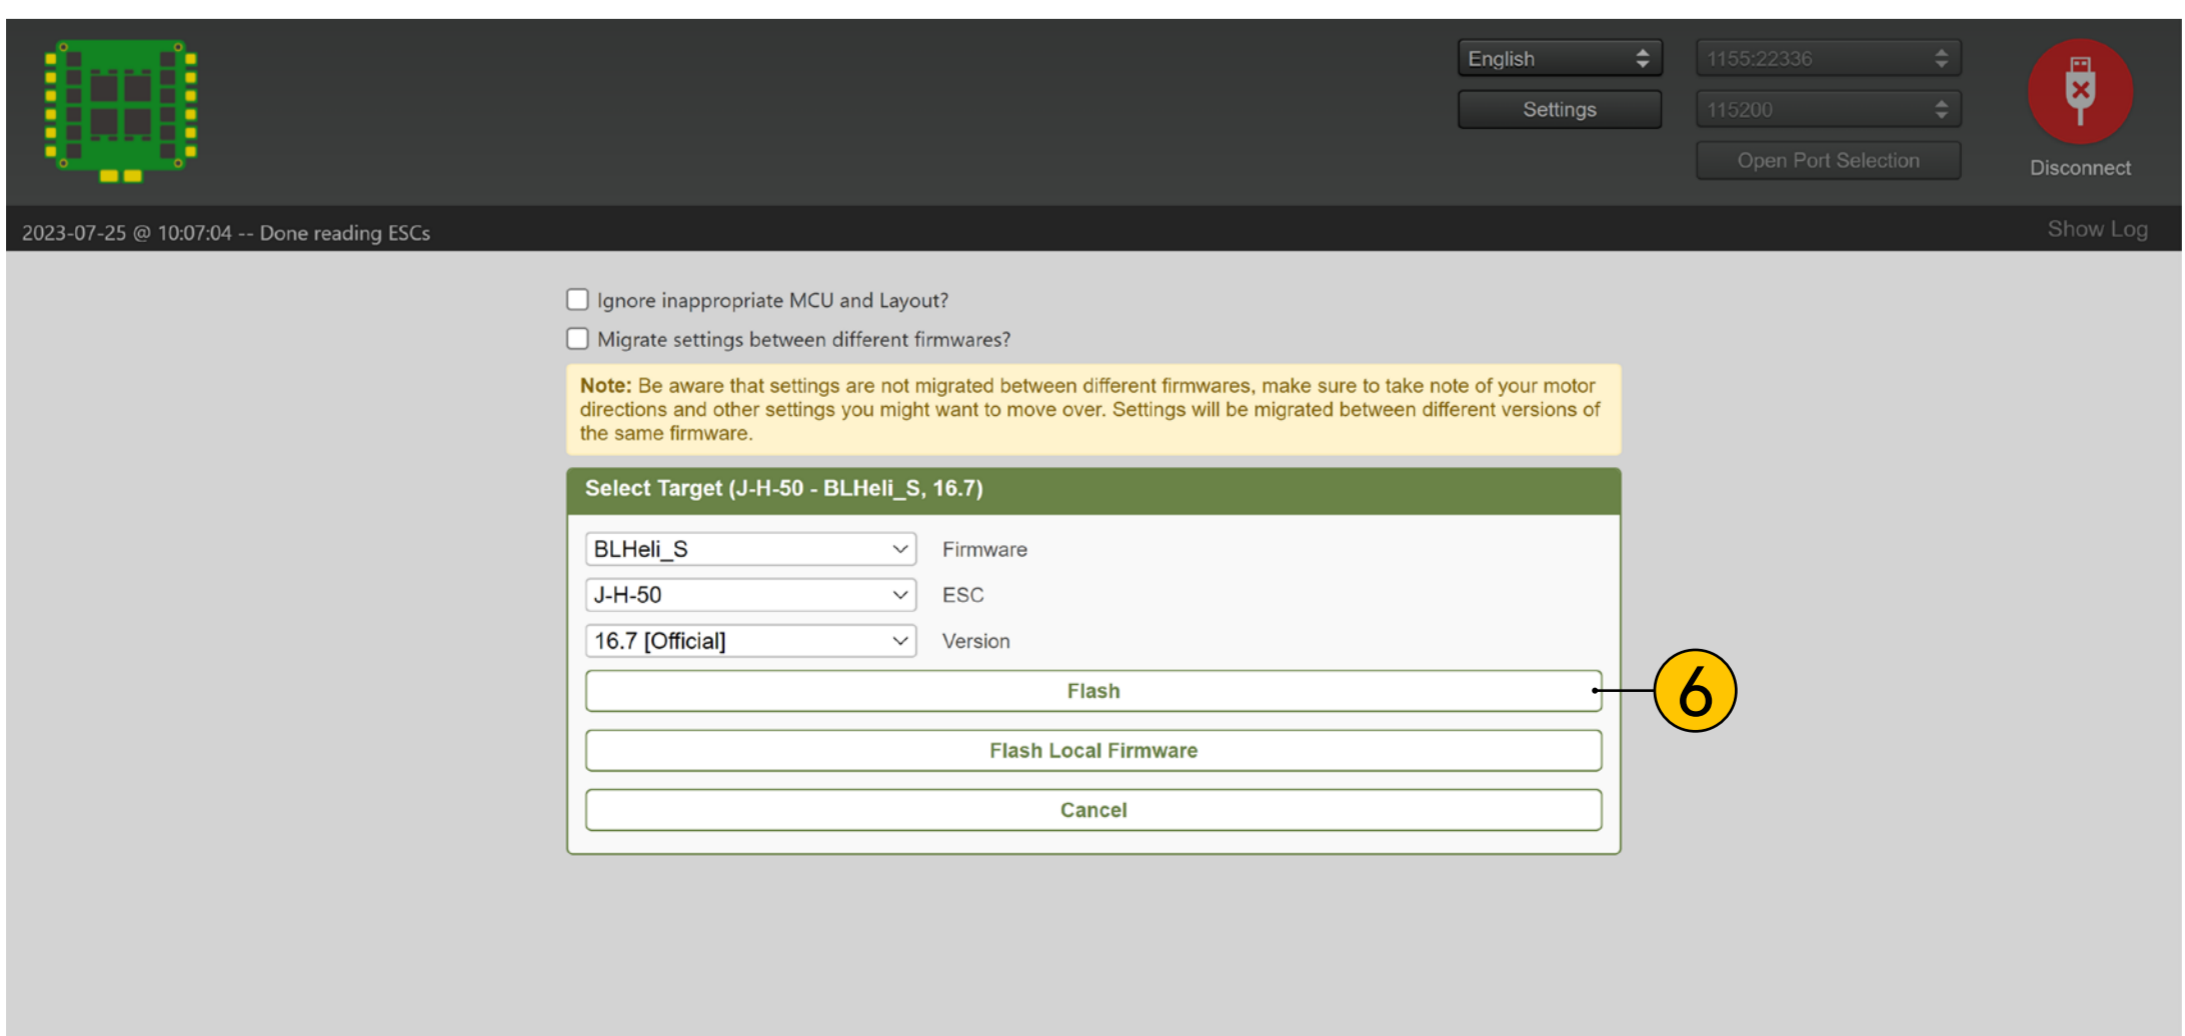 English
1155:22336
Settings
115200
Open Port Selection
Disconnect
2023-07-25 @ 10:07:04 -- Done reading ESCs
Show Log
Ignore inappropriate MCU and Layout?
Migrate settings between different firmwares?
Note: Be aware that settings are not migrated between different firmwares, make sure to take note of your motor
directions and other settings you might want to move over. Settings will be migrated between different versions of
the same firmware.
Select Target (J-H-50 - BLHeli_S, 16.7)
BLHeli_S Firmware
J-H-50 ESC
16.7 [Official] Version
Flash
6
Flash Local Firmware
Cancel